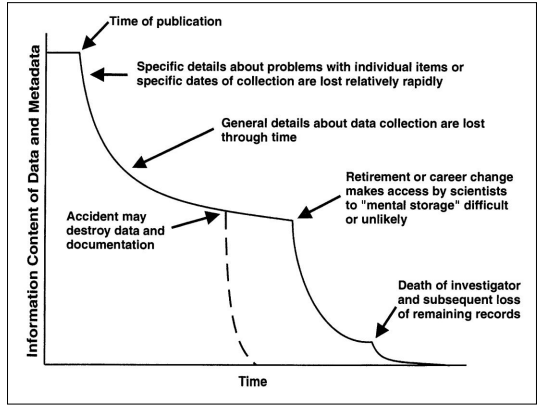 Time of publication
Specific details about problems with individual items or
specific dates of collection are lost relatively rapidly
General details about data collection are lost
through time
Retirement or career change
makes access by scientists
to "mental storage" difficult
or unlikely
Accident may
destroy data and
documentation
Death of investigator
and subsequent loss
of remaining records
Information Content of Data and Metadata
Time